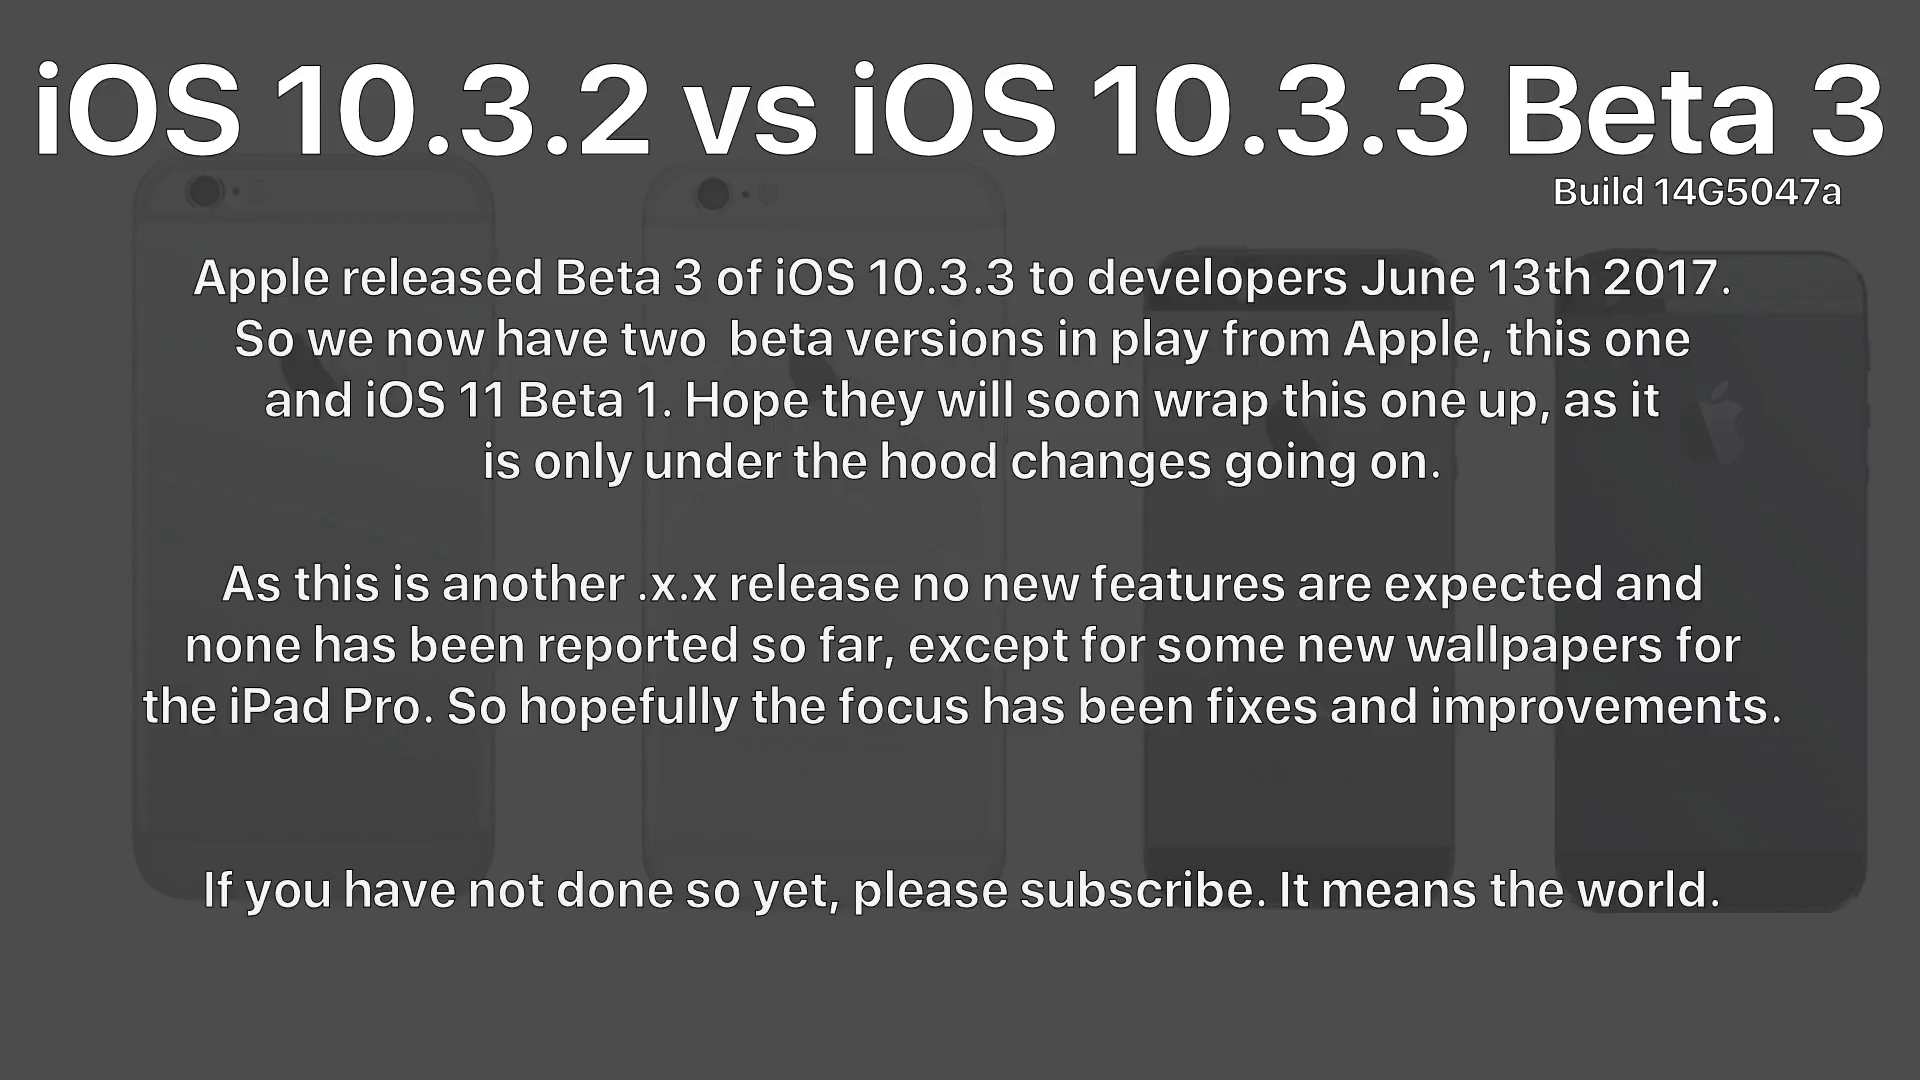 iOS 10.3.2 vs iOS 10.3.3 Beta 3
Build 14G5047a
Apple released Beta 3 of iOS 10.3.3 to developers June 13th 2017.
So we now have two  beta versions in play from Apple, this one
and iOS 11 Beta 1. Hope they will soon wrap this one up, as it
is only under the hood changes going on.
As this is another .x.x release no new features are expected and
none has been reported so far, except for some new wallpapers for
the iPad Pro. So hopefully the focus has been fixes and improvements.
If you have not done so yet, please subscribe. It means the world.